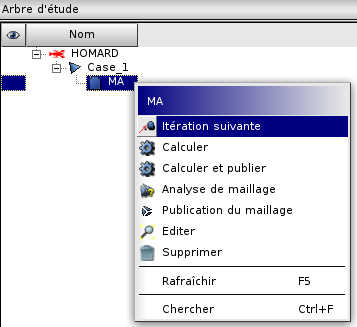 Arbre d'étude
Nom
HOMARD
Case_1
MA
MA
Itération suivante
Calculer
Calculer et publier
Analyse de maillage
Publication du maillage
Editer
Supprimer
Rafraîchir F5
Chercher Ctrl+F